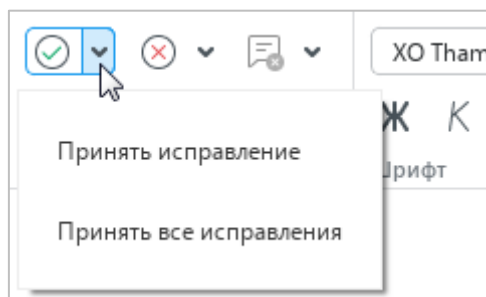 XO Tham
Ж К
Шрифт
Принять исправление
Принять все исправления